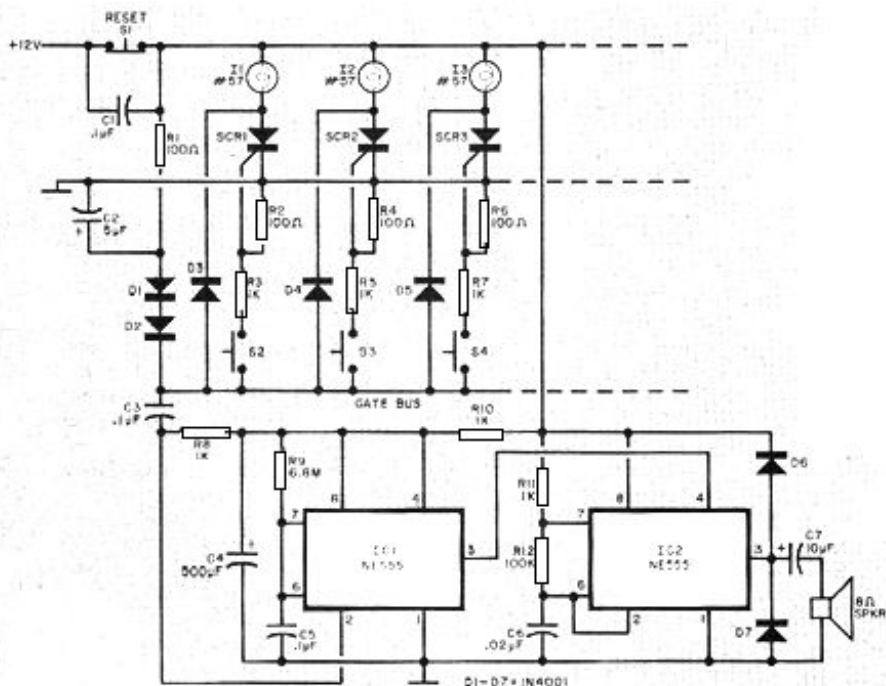 RESET
S1
+12V
I1
#57
I2
#57
I3
#57
C1
.1µF
R1
100Ω
SCR1
SCR2
SCR3
C2
5µF
+
R2
100Ω
R4
100Ω
R6
100Ω
D1
D2
D3
R3
1K
D4
R5
1K
D5
R7
1K
S2
S3
S4
GATE BUS
C3
.1µF
R8
1K
R10
1K
R9
6.8M
4
R11
1K
8
4
D6
7
IC1
NE555
3
7
R12
100K
IC2
NE555
3
+
C7
10µF
C4
500µF
+
6
2
1
6
2
1
C5
.1µF
C6
.02µF
D7
8Ω
SPKR
D1-D7=1N4001